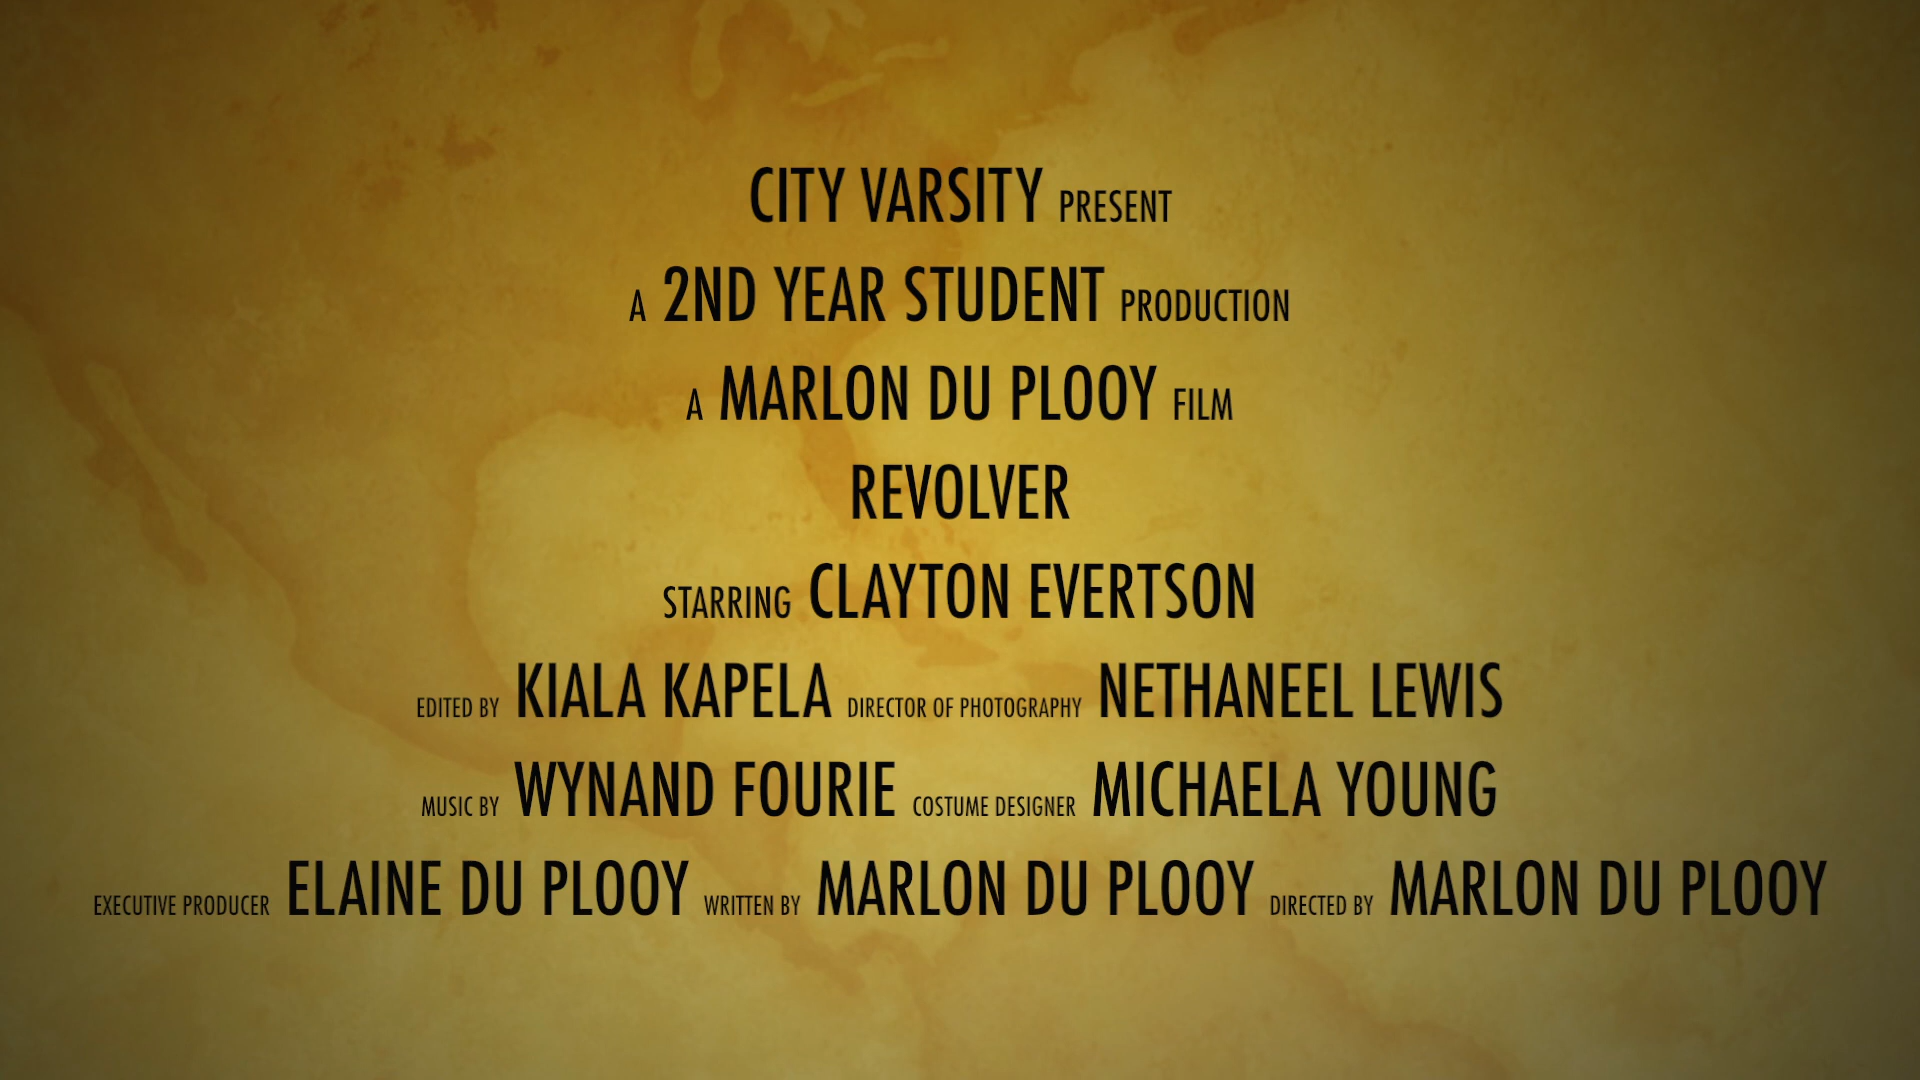 CITY VARSITY PRESENT
A 2ND YEAR STUDENT PRODUCTION
A MARLON DU PLOOY FILM
REVOLVER
STARRING CLAYTON EVERTSON
EDITED BY KIALA KAPELA DIRECTOR OF PHOTOGRAPHY NETHANEEL LEWIS
MUSIC BY WYNAND FOURIE COSTUME DESIGNER MICHAELA YOUNG
EXECUTIVE PRODUCER ELAINE DU PLOOY WRITTEN BY MARLON DU PLOOY DIRECTED BY MARLON DU PLOOY